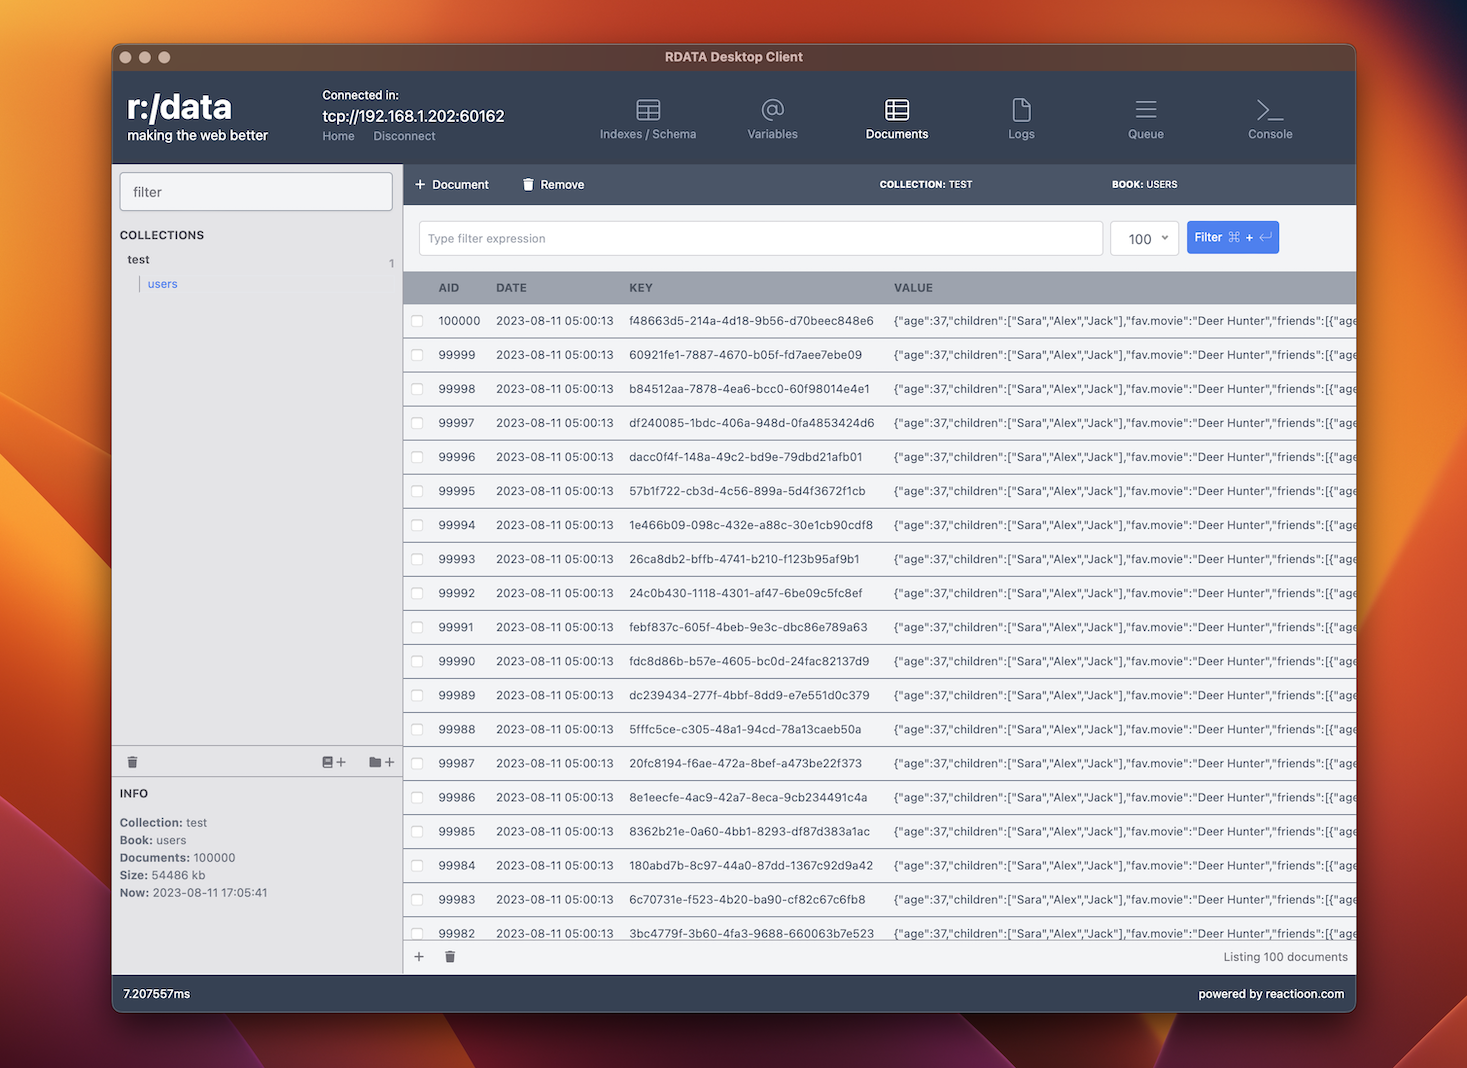 RDATA Desktop Client
r:/data
making the web better
Connected in:
tcp://192.168.1.202:60162
Home Disconnect
Indexes / Schema
Variables
Documents
Logs
Queue
Console
filter
COLLECTIONS
test 1
users
+ Document Remove COLLECTION: TEST BOOK: USERS
Type filter expression 100 Filter ⌘ + ↵
AID DATE KEY VALUE
100000 2023-08-11 05:00:13 f48663d5-214a-4d18-9b56-d70beec848e6 {"age":37,"children":["Sara","Alex","Jack"],"fav.movie":"Deer Hunter","friends":[{"age
99999 2023-08-11 05:00:13 60921fe1-7887-4670-b05f-fd7aee7ebe09 {"age":37,"children":["Sara","Alex","Jack"],"fav.movie":"Deer Hunter","friends":[{"age
99998 2023-08-11 05:00:13 b84512aa-7878-4ea6-bcc0-60f98014e4e1 {"age":37,"children":["Sara","Alex","Jack"],"fav.movie":"Deer Hunter","friends":[{"age
99997 2023-08-11 05:00:13 df240085-1bdc-406a-948d-0fa4853424d6 {"age":37,"children":["Sara","Alex","Jack"],"fav.movie":"Deer Hunter","friends":[{"age
99996 2023-08-11 05:00:13 dacc0f4f-148a-49c2-bd9e-79dbd21afb01 {"age":37,"children":["Sara","Alex","Jack"],"fav.movie":"Deer Hunter","friends":[{"age
99995 2023-08-11 05:00:13 57b1f722-cb3d-4c56-899a-5d4f3672f1cb {"age":37,"children":["Sara","Alex","Jack"],"fav.movie":"Deer Hunter","friends":[{"age
99994 2023-08-11 05:00:13 1e466b09-098c-432e-a88c-30e1cb90cdf8 {"age":37,"children":["Sara","Alex","Jack"],"fav.movie":"Deer Hunter","friends":[{"age
99993 2023-08-11 05:00:13 26ca8db2-bffb-4741-b210-f123b95af9b1 {"age":37,"children":["Sara","Alex","Jack"],"fav.movie":"Deer Hunter","friends":[{"age
99992 2023-08-11 05:00:13 24c0b430-1118-4301-af47-6be09c5fc8ef {"age":37,"children":["Sara","Alex","Jack"],"fav.movie":"Deer Hunter","friends":[{"age
99991 2023-08-11 05:00:13 febf837c-605f-4beb-9e3c-dbc86e789a63 {"age":37,"children":["Sara","Alex","Jack"],"fav.movie":"Deer Hunter","friends":[{"age
99990 2023-08-11 05:00:13 fdc8d86b-b57e-4605-bc0d-24fac82137d9 {"age":37,"children":["Sara","Alex","Jack"],"fav.movie":"Deer Hunter","friends":[{"age
99989 2023-08-11 05:00:13 dc239434-277f-4bbf-8dd9-e7e551d0c379 {"age":37,"children":["Sara","Alex","Jack"],"fav.movie":"Deer Hunter","friends":[{"age
99988 2023-08-11 05:00:13 5fffc5ce-c305-48a1-94cd-78a13caeb50a {"age":37,"children":["Sara","Alex","Jack"],"fav.movie":"Deer Hunter","friends":[{"age
99987 2023-08-11 05:00:13 20fc8194-f6ae-472a-8bef-a473be22f373 {"age":37,"children":["Sara","Alex","Jack"],"fav.movie":"Deer Hunter","friends":[{"age
99986 2023-08-11 05:00:13 8e1eecfe-4ac9-42a7-8eca-9cb234491c4a {"age":37,"children":["Sara","Alex","Jack"],"fav.movie":"Deer Hunter","friends":[{"age
99985 2023-08-11 05:00:13 8362b21e-0a60-4bb1-8293-df87d383a1ac {"age":37,"children":["Sara","Alex","Jack"],"fav.movie":"Deer Hunter","friends":[{"age
99984 2023-08-11 05:00:13 180abd7b-8c97-44a0-87dd-1367c92d9a42 {"age":37,"children":["Sara","Alex","Jack"],"fav.movie":"Deer Hunter","friends":[{"age
99983 2023-08-11 05:00:13 6c70731e-f523-4b20-ba90-cf82c67c6fb8 {"age":37,"children":["Sara","Alex","Jack"],"fav.movie":"Deer Hunter","friends":[{"age
99982 2023-08-11 05:00:13 3bc4779f-3b60-4fa3-9688-660063b7e523 {"age":37,"children":["Sara","Alex","Jack"],"fav.movie":"Deer Hunter","friends":[{"age
INFO
Collection: test
Book: users
Documents: 100000
Size: 54486 kb
Now: 2023-08-11 17:05:41
Listing 100 documents
7.207557ms
powered by reactioon.com